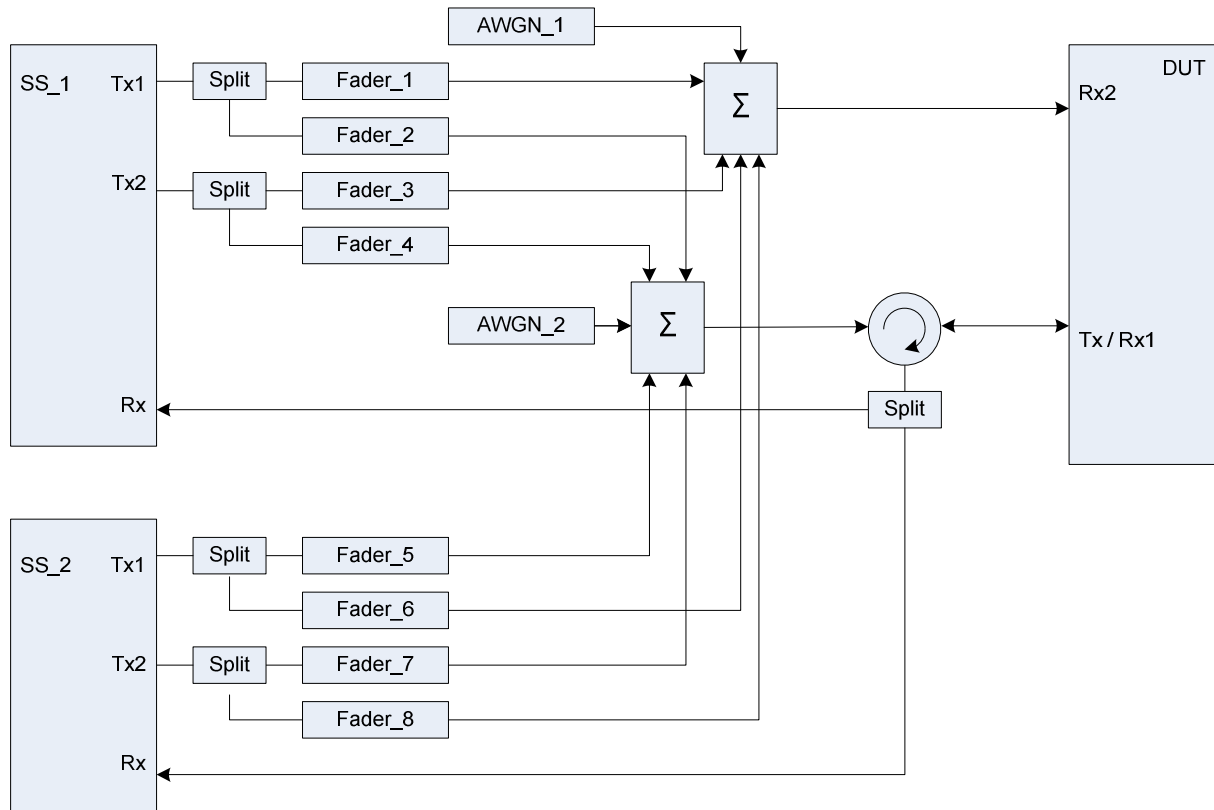 AWGN_1
SS_1
Tx1
Split
Fader_1
Σ
DUT
Rx2
Fader_2
Tx2
Split
Fader_3
Fader_4
AWGN_2
Σ
Tx / Rx1
Rx
Split
SS_2
Tx1
Split
Fader_5
Fader_6
Tx2
Split
Fader_7
Fader_8
Rx